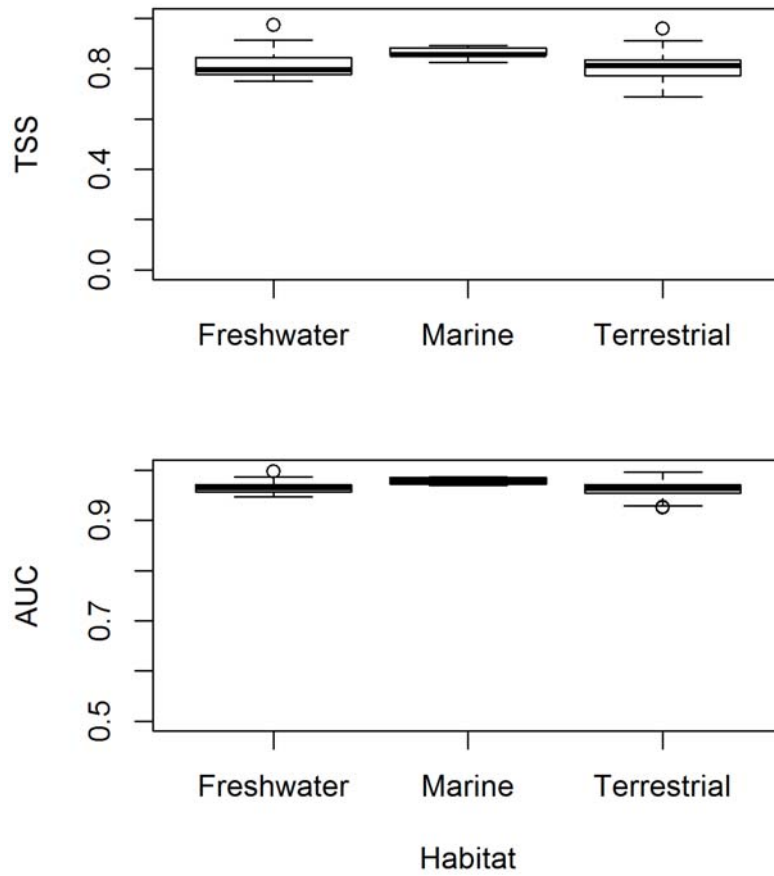 TSS
0.8
0.4
0.0
Freshwater Marine Terrestrial
AUC
0.9
0.7
0.5
Freshwater Marine Terrestrial
Habitat